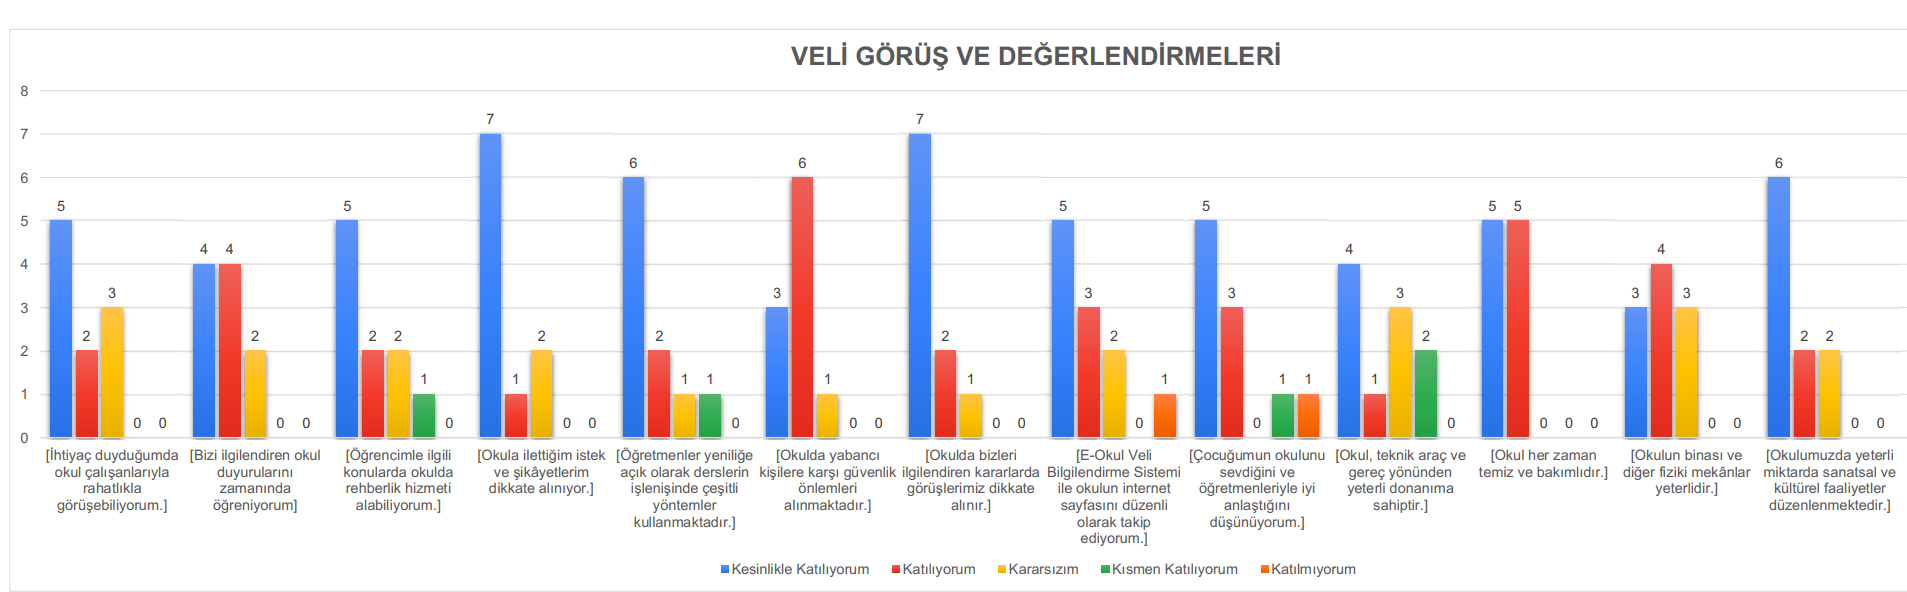 VELİ GÖRÜŞ VE DEĞERLENDİRMELERİ
8
7
6
5
4
3
2
1
0
5 2 3 0 0
4 4 2 0 0
5 2 2 1 0
7 1 2 0 0
6 2 1 1 0
3 6 1 0 0
7 2 1 0 0
5 3 2 0 1
5 3 0 1 1
4 1 3 2 0
5 5 0 0 0
3 4 3 0 0
6 2 2 0 0
[İhtiyaç duyduğumda
okul çalışanlarıyla
rahatlıkla
görüşebiliyorum.]
[Bizi ilgilendiren okul
duyurularını
zamanında
öğreniyorum]
[Öğrencimle ilgili
konularda okulda
rehberlik hizmeti
alabiliyorum.]
[Okula ilettiğim istek
ve şikâyetlerim
dikkate alınıyor.]
[Öğretmenler yeniliğe
açık olarak derslerin
işlenişinde çeşitli
yöntemler
kullanmaktadır.]
[Okulda yabancı
kişilere karşı güvenlik
önlemleri
alınmaktadır.]
[Okulda bizleri
ilgilendiren kararlarda
görüşlerimiz dikkate
alınır.]
[E-Okul Veli
Bilgilendirme Sistemi
ile okulun internet
sayfasını düzenli
olarak takip
ediyorum.]
[Çocuğumun okulunu
sevdiğini ve
öğretmenleriyle iyi
anlaştığını
düşünüyorum.]
[Okul, teknik araç ve
gereç yönünden
yeterli donanıma
sahiptir.]
[Okul her zaman
temiz ve bakımlıdır.]
[Okulun binası ve
diğer fiziki mekânlar
yeterlidir.]
[Okulumuzda yeterli
miktarda sanatsal ve
kültürel faaliyetler
düzenlenmektedir.]
Kesinlikle Katılıyorum Katılıyorum Kararsızım Kısmen Katılıyorum Katılmıyorum